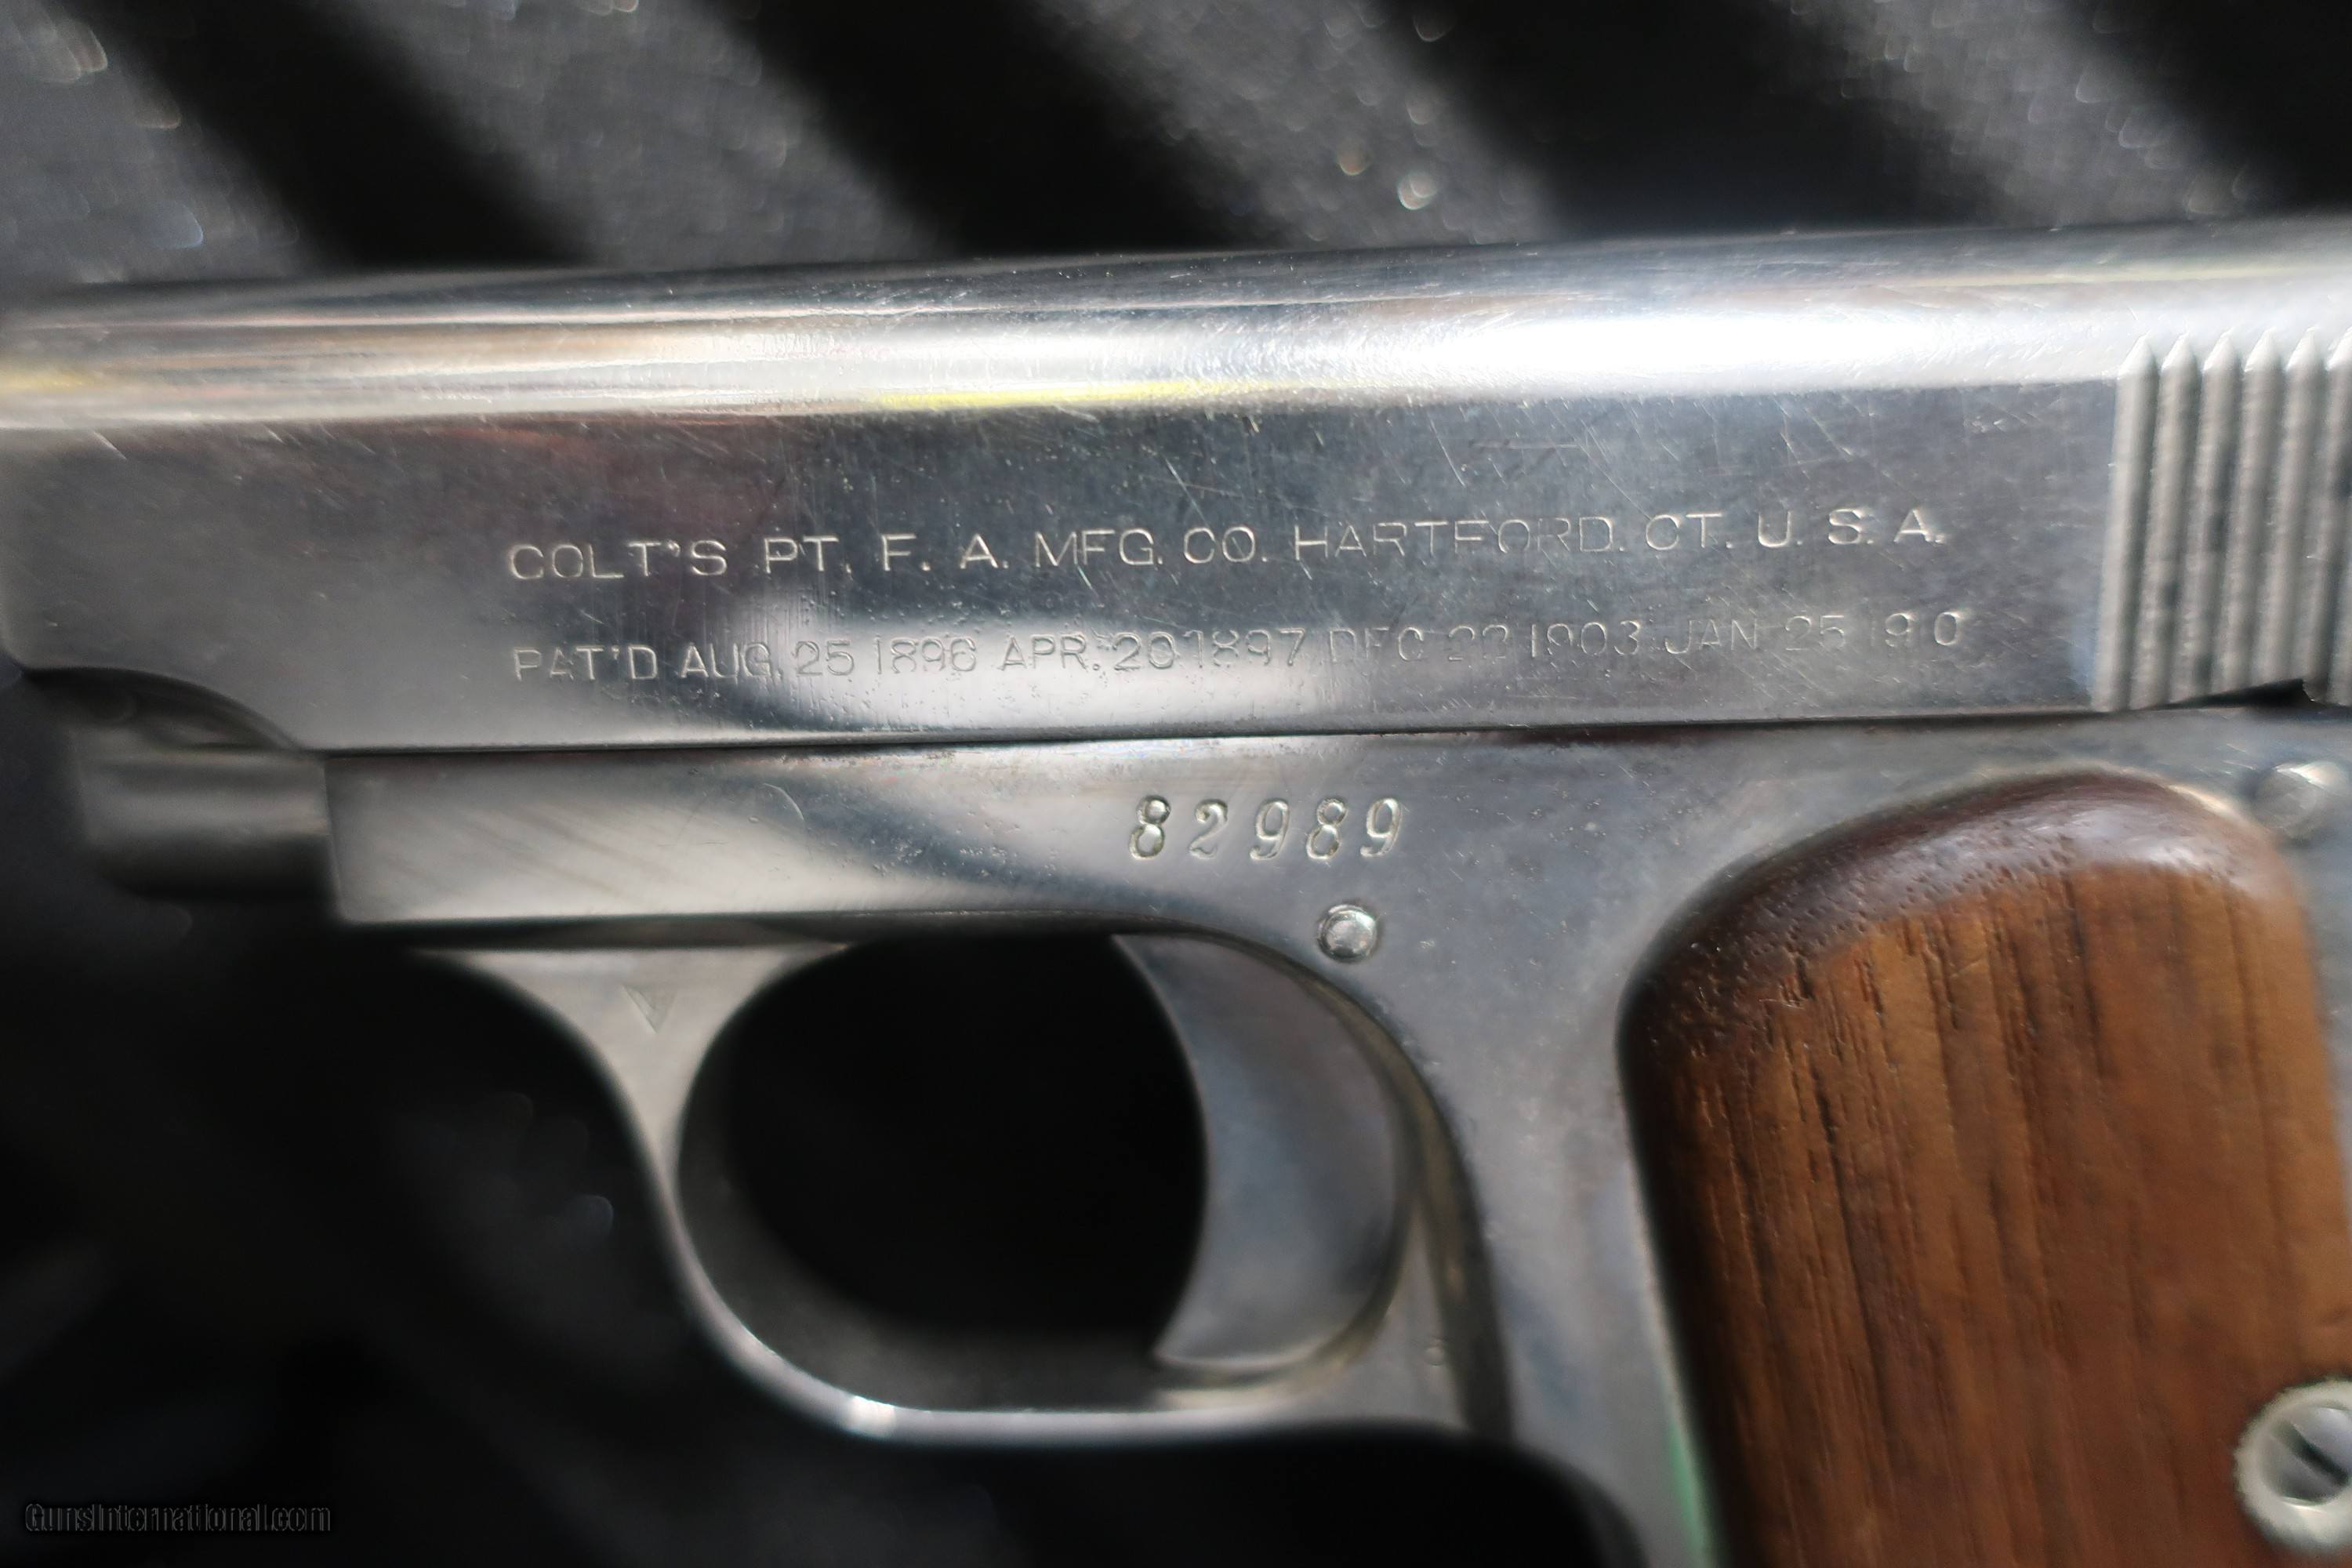 COLT'S PT. F. A. MFG. CO. HARTFORD. CT. U. S. A.
PAT'D AUG. 25 1896 APR. 20 1897 DEC 22 1903 JAN 25 1910
82989
V
GunsInternational.com